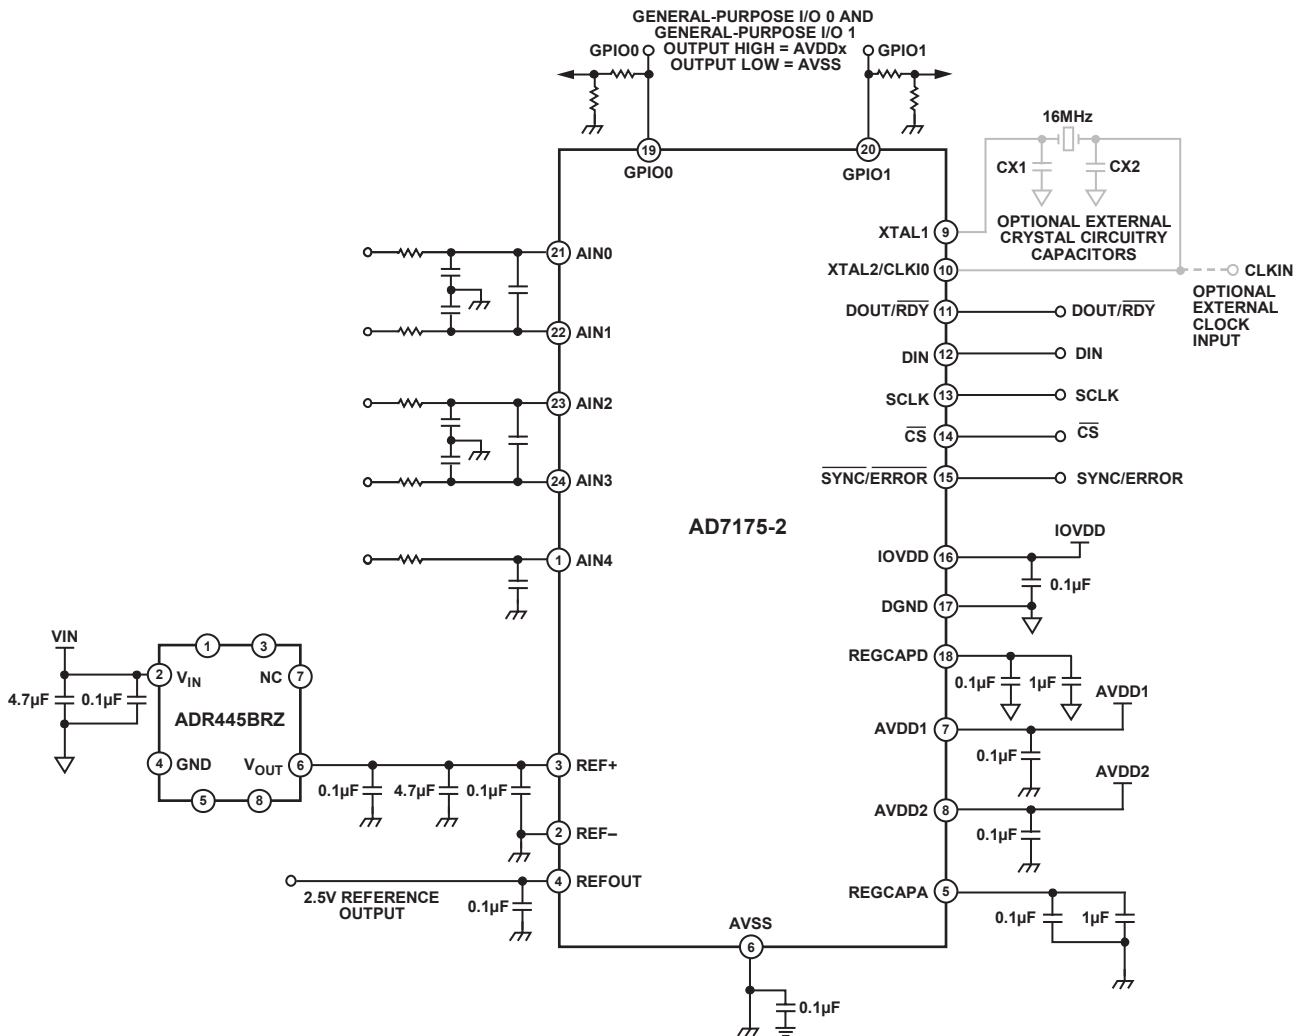 GENERAL-PURPOSE I/O 0 AND
GENERAL-PURPOSE I/O 1
OUTPUT HIGH = AVDDx
OUTPUT LOW = AVSS
GPIO0
GPIO1
19
GPIO0
20
GPIO1
16MHz
CX1
CX2
OPTIONAL EXTERNAL
CRYSTAL CIRCUITRY
CAPACITORS
XTAL1
9
XTAL2/CLKI0
10
CLKIN
OPTIONAL
EXTERNAL
CLOCK
INPUT
21
AIN0
22
AIN1
23
AIN2
24
AIN3
1
AIN4
DOUT/RDY
11
DOUT/RDY
DIN
12
DIN
SCLK
13
SCLK
CS
14
CS
SYNC/ERROR
15
SYNC/ERROR
AD7175-2
IOVDD
IOVDD
16
0.1µF
DGND
17
REGCAPD
18
0.1µF
1µF
AVDD1
AVDD1
7
0.1µF
AVDD2
AVDD2
8
0.1µF
REGCAPA
5
0.1µF
1µF
VIN
4.7µF
0.1µF
1
3
2
VIN
NC
7
ADR445BRZ
4
GND
VOUT
6
5
8
0.1µF
4.7µF
0.1µF
3
REF+
2
REF–
4
REFOUT
2.5V REFERENCE
OUTPUT
0.1µF
AVSS
6
0.1µF